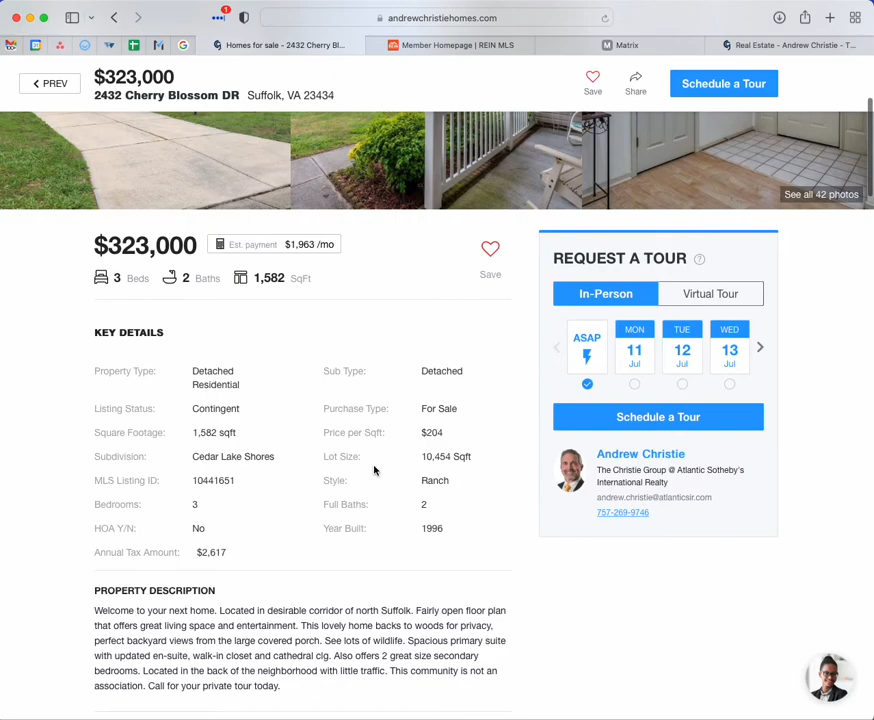 1
andrewchristiehomes.com
Homes for sale - 2432 Cherry Bl...
Member Homepage | REIN MLS
Matrix
Real Estate - Andrew Christie - T...
PREV
$323,000
2432 Cherry Blossom DR Suffolk, VA 23434
Save
Share
Schedule a Tour
See all 42 photos
$323,000
Est. payment $1,963 /mo
3 Beds 2 Baths 1,582 SqFt
Save
KEY DETAILS
Property Type: Detached Residential
Sub Type: Detached
Listing Status: Contingent
Purchase Type: For Sale
Square Footage: 1,582 sqft
Price per Sqft: $204
Subdivision: Cedar Lake Shores
Lot Size: 10,454 Sqft
MLS Listing ID: 10441651
Style: Ranch
Bedrooms: 3
Full Baths: 2
HOA Y/N: No
Year Built: 1996
Annual Tax Amount: $2,617
PROPERTY DESCRIPTION
Welcome to your next home. Located in desirable corridor of north Suffolk. Fairly open floor plan
that offers great living space and entertainment. This lovely home backs to woods for privacy,
perfect backyard views from the large covered porch. See lots of wildlife. Spacious primary suite
with updated en-suite, walk-in closet and cathedral clg. Also offers 2 great size secondary
bedrooms. Located in the back of the neighborhood with little traffic. This community is not an
association. Call for your private tour today.
REQUEST A TOUR ?
In-Person
Virtual Tour
ASAP
MON
11
Jul
TUE
12
Jul
WED
13
Jul
Schedule a Tour
Andrew Christie
The Christie Group @ Atlantic Sotheby's
International Realty
andrew.christie@atlanticsir.com
757-269-9746